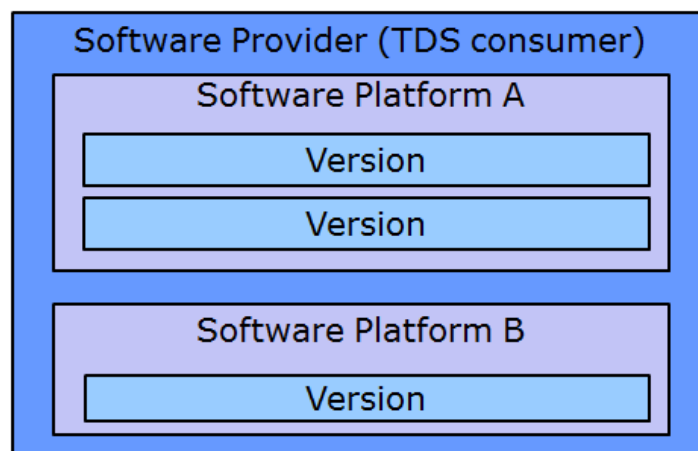 Software Provider (TDS consumer)
Software Platform A
Version
Version
Software Platform B
Version